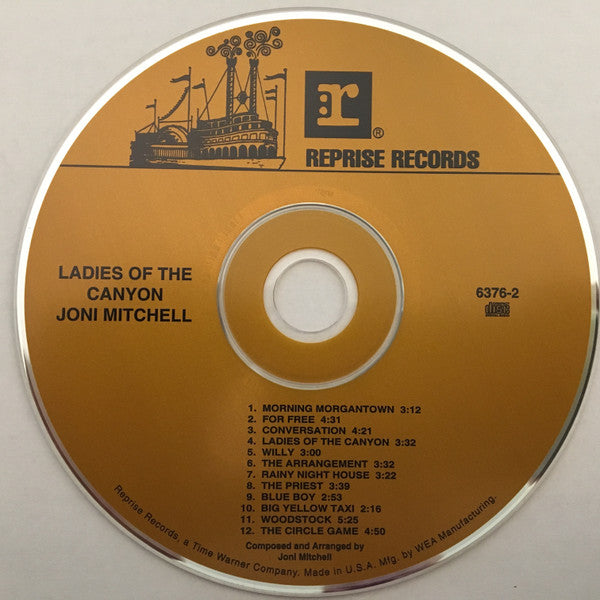 r
®
REPRISE RECORDS
LADIES OF THE
CANYON
JONI MITCHELL
6376-2
1. MORNING MORGANTOWN 3:12
2. FOR FREE 4:31
3. CONVERSATION 4:21
4. LADIES OF THE CANYON 3:32
5. WILLY 3:00
6. THE ARRANGEMENT 3:32
7. RAINY NIGHT HOUSE 3:22
8. THE PRIEST 3:39
9. BLUE BOY 2:53
10. BIG YELLOW TAXI 2:16
11. WOODSTOCK 5:25
12. THE CIRCLE GAME 4:50
Composed and Arranged by
Joni Mitchell
Reprise Records, a Time Warner Company. Made in U.S.A. Mfg. by WEA Manufacturing.